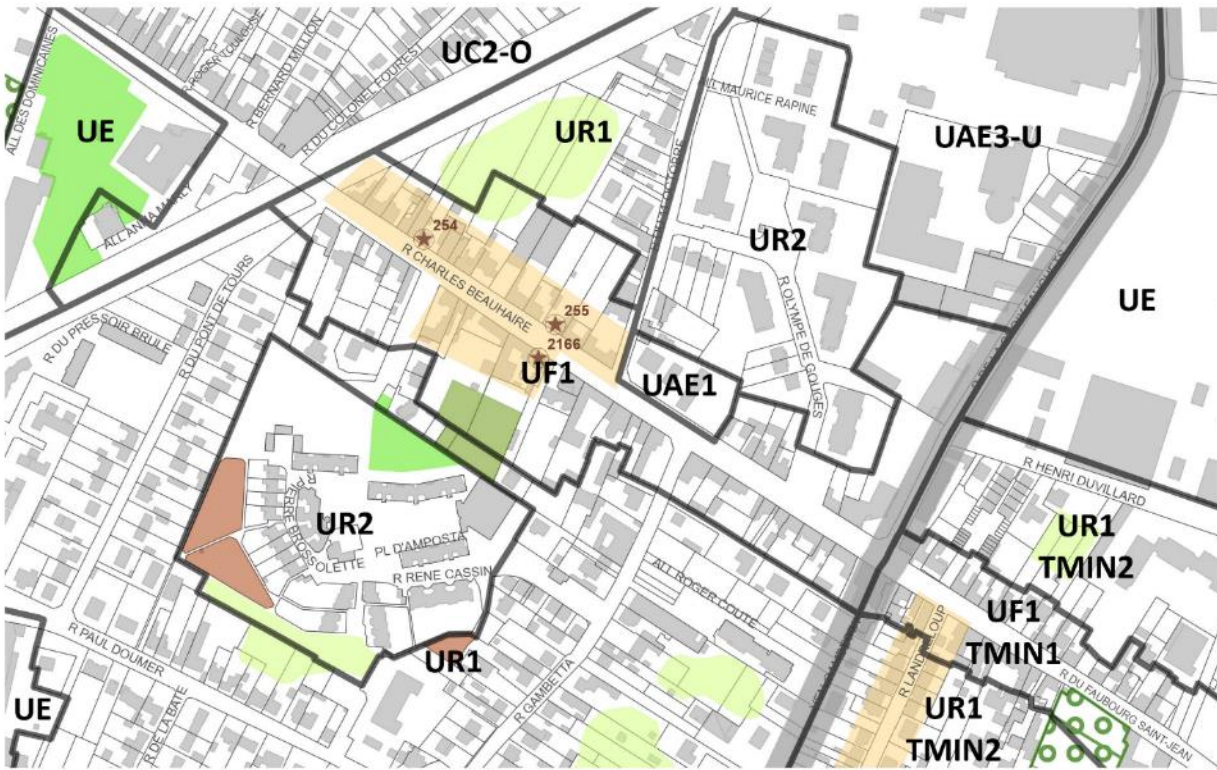 UC2-O
ALL DES DOMINICAINES
R BERNARD MILLION
R DU COLONEL FOURES
UE
UR1
ALL MAURICE RAPINE
UAE3-U
ALL ANNA MARLY
254
R CHARLES BEAUHAIRE
UR2
R OLYMPE DE GOUGES
UE
R DU PRESSOIR BRULE
R DU PONT DE TOURS
255
2166
UF1
UAE1
R HENRI DUVILLARD
UR2
R PIERRE BROSSOLETTE
PL D'AMPOSTA
R RENE CASSIN
UR1
TMIN2
ALL ROGER COUTE
UF1
TMIN1
R PAUL DOUMER
UR1
R GAMBETTA
R DU FAUBOURG SAINT-JEAN
UE
R DE LA BATE
UR1
TMIN2